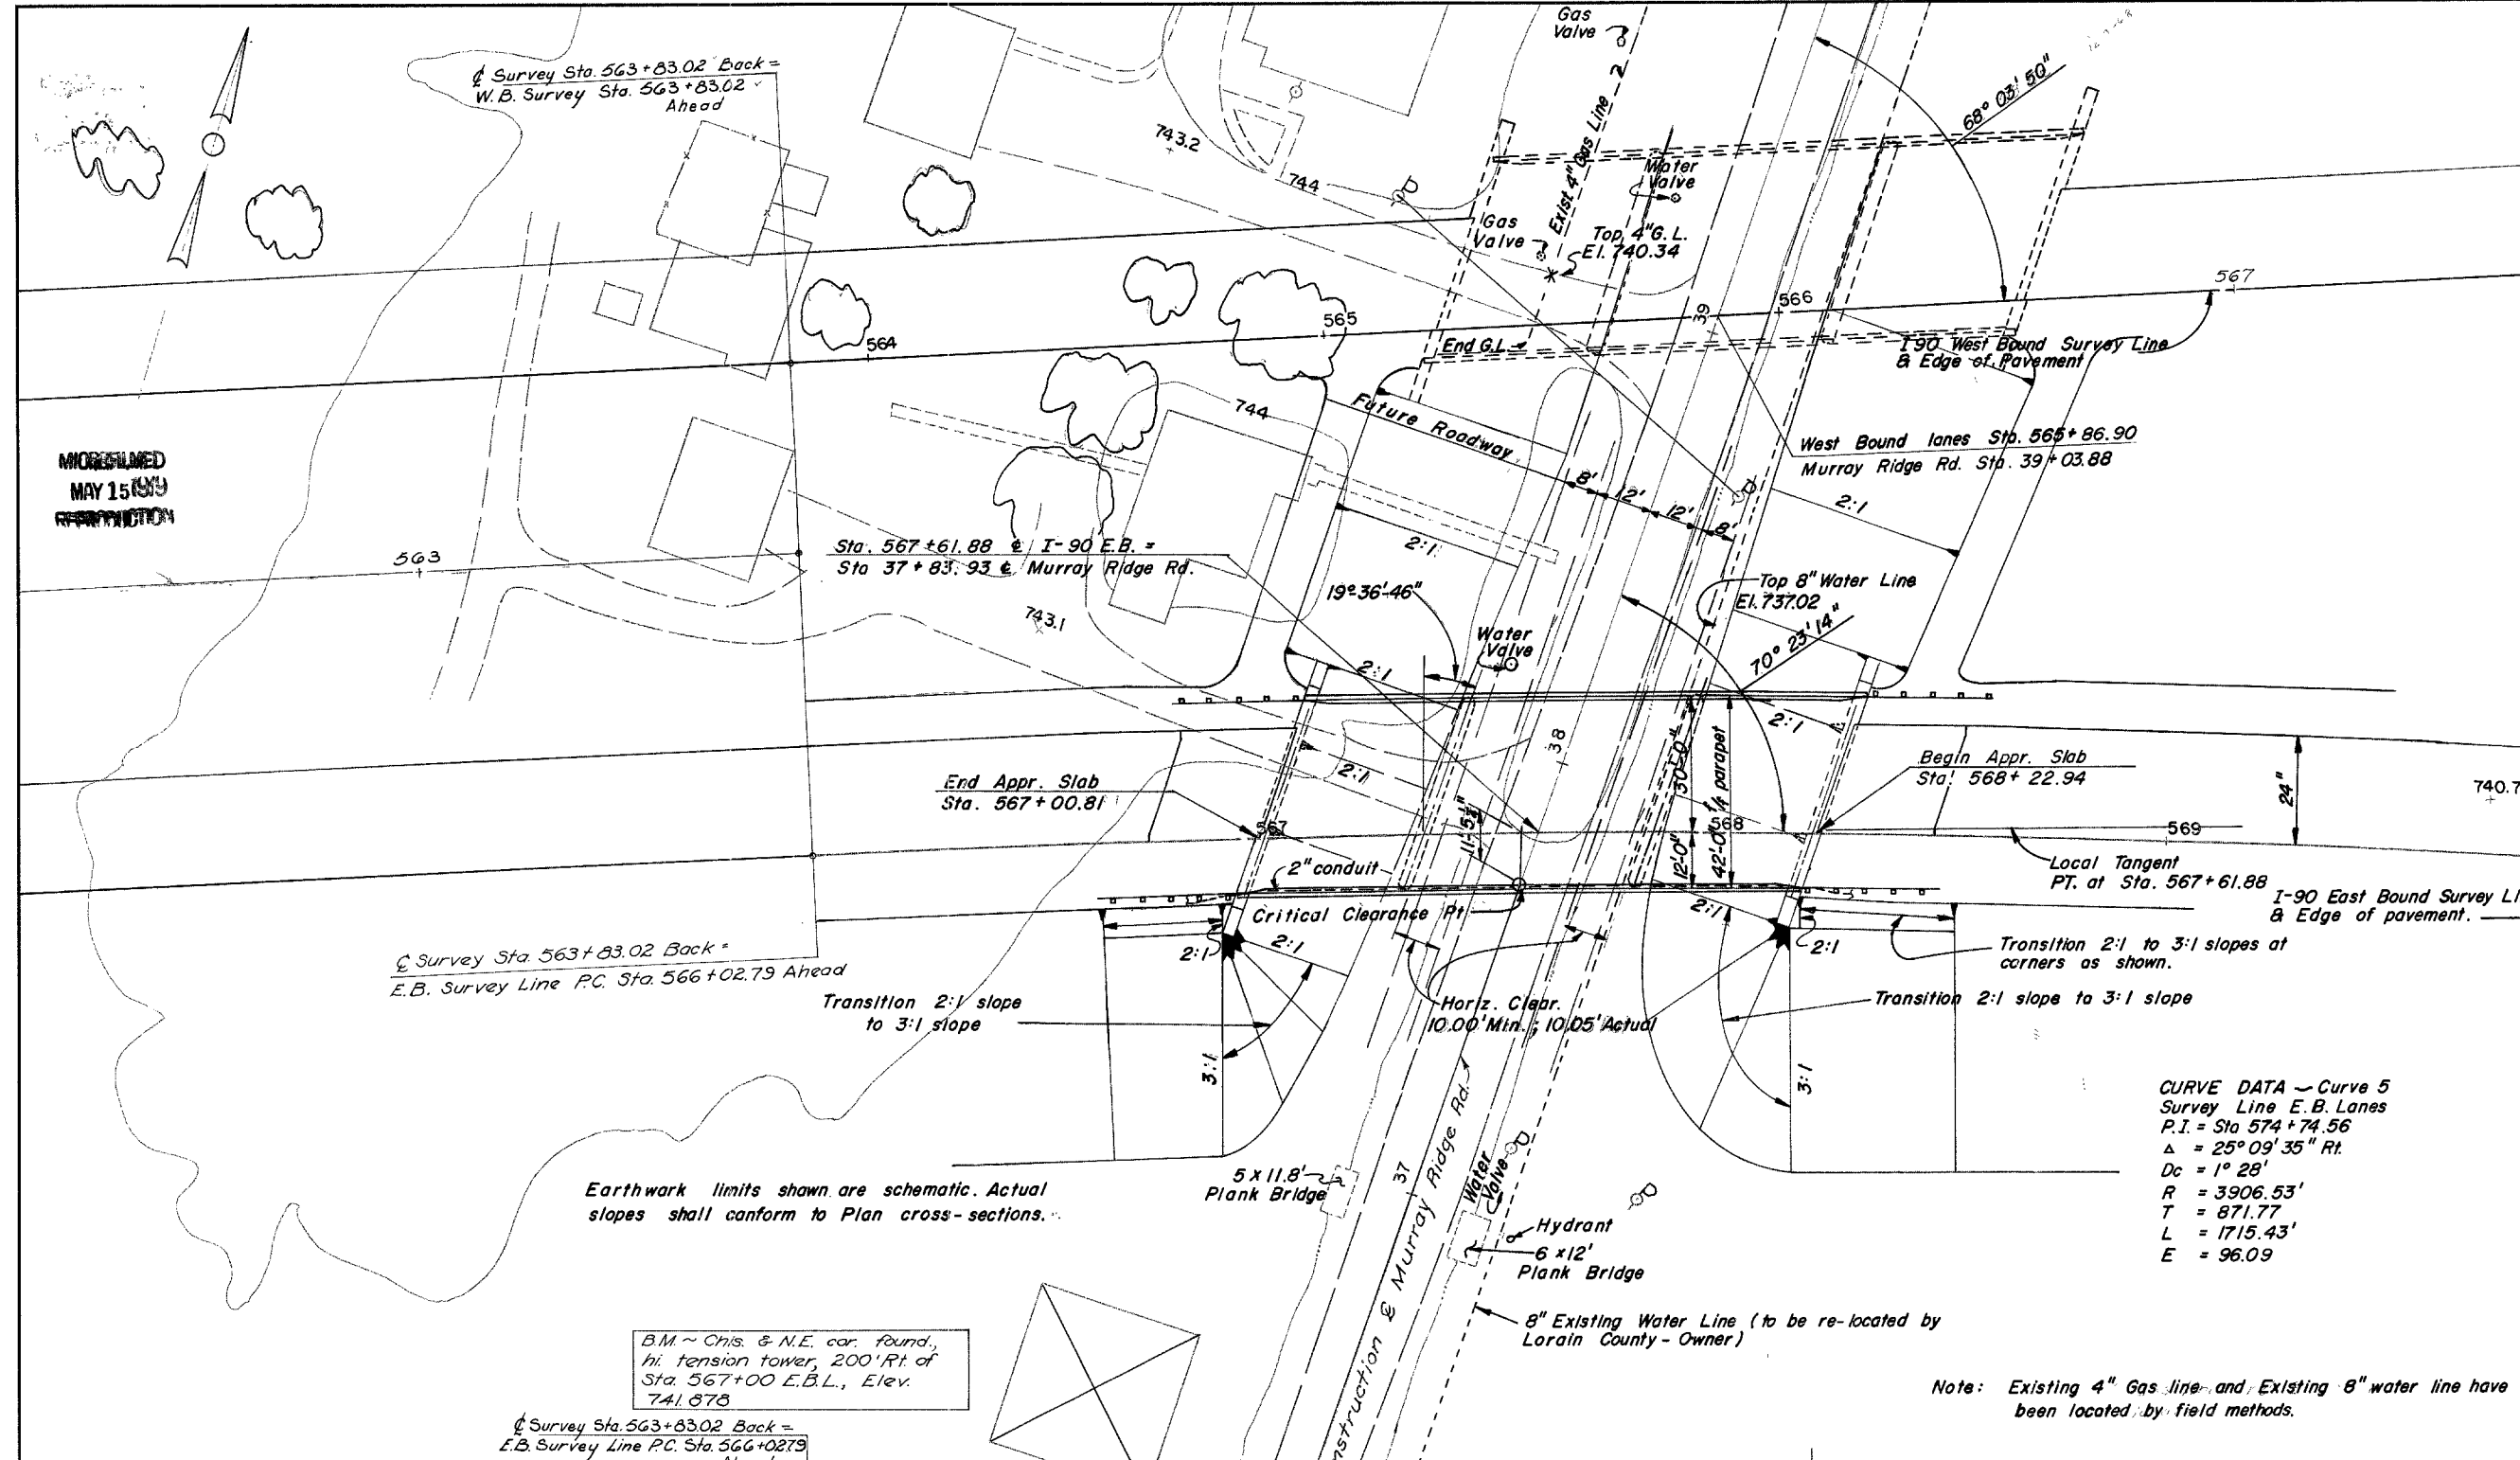 Gas
Valve
68° 03' 50"
₵ Survey Sta. 563+83.02 Back =
W.B. Survey Sta. 563+83.02
Ahead
743.2
744
Exist 4" Gas Line
Water
Valve
Gas
Valve
Top 4" G.L.
El. 740.34
567
566
565
564
39
End G.L.
I-90 West Bound Survey Line
& Edge of Pavement
744
Future Roadway
West Bound lanes Sta. 565+86.90
Murray Ridge Rd. Sta. 39+03.88
MICROFILMED
MAY 15 1979
REPRODUCTION
8'
12'
12'
8'
2:1
2:1
563
Sta. 567+61.88 ₵ I-90 E.B. =
Sta 37+83.93 ₵ Murray Ridge Rd.
19°36'-46"
Top 8" Water Line
El. 737.02
743.1
Water
Valve
70° 23' 14"
2:1
2:1
38
30'-0"
42'-0" f/f parapet
12'-0"
11'-5½"
2:1
End Appr. Slab
Sta. 567+00.81
Begin Appr. Slab
Sta. 568+22.94
24"
740.7
567
568
569
Local Tangent
PT. at Sta. 567+61.88
2" conduit
Critical Clearance Pt
2:1
I-90 East Bound Survey Li
& Edge of pavement.
2:1
2:1
2:1
Transition 2:1 to 3:1 slopes at
corners as shown.
₵ Survey Sta. 563+83.02 Back =
E.B. Survey Line P.C. Sta. 566+02.79 Ahead
Transition 2:1 slope
to 3:1 slope
Horiz. Clear.
10.00' Min.; 10.05' Actual
Transition 2:1 slope to 3:1 slope
3:1
3:1
CURVE DATA ~ Curve 5
Survey Line E.B. Lanes
P.I. = Sta 574+74.56
Δ = 25° 09' 35" Rt.
Dc = 1° 28'
R = 3906.53'
T = 871.77
L = 1715.43'
E = 96.09
Earthwork limits shown are schematic. Actual
slopes shall conform to Plan cross-sections.
5 x 11.8'
Plank Bridge
37
Water
Valve
Hydrant
6 x 12'
Plank Bridge
nstruction ₵ Murray Ridge Rd.
8" Existing Water Line (to be re-located by
Lorain County - Owner)
B.M. ~ Chis. & N.E. cor. found.,
hi. tension tower, 200' Rt. of
Sta. 567+00 E.B.L., Elev.
741.878
Note: Existing 4" Gas line and Existing 8" water line have
been located by field methods.
₵ Survey Sta. 563+83.02 Back =
E.B. Survey Line P.C. Sta. 566+02.79